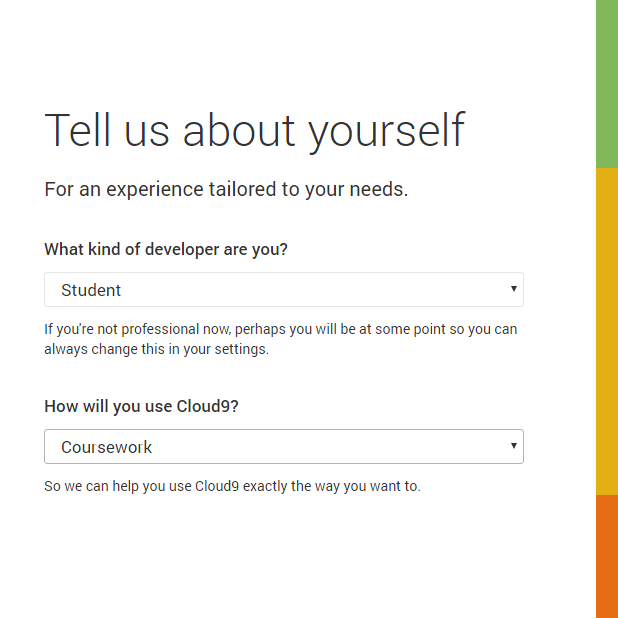 Tell us about yourself
For an experience tailored to your needs.
What kind of developer are you?
Student
If you're not professional now, perhaps you will be at some point so you can
always change this in your settings.
How will you use Cloud9?
Coursework
So we can help you use Cloud9 exactly the way you want to.